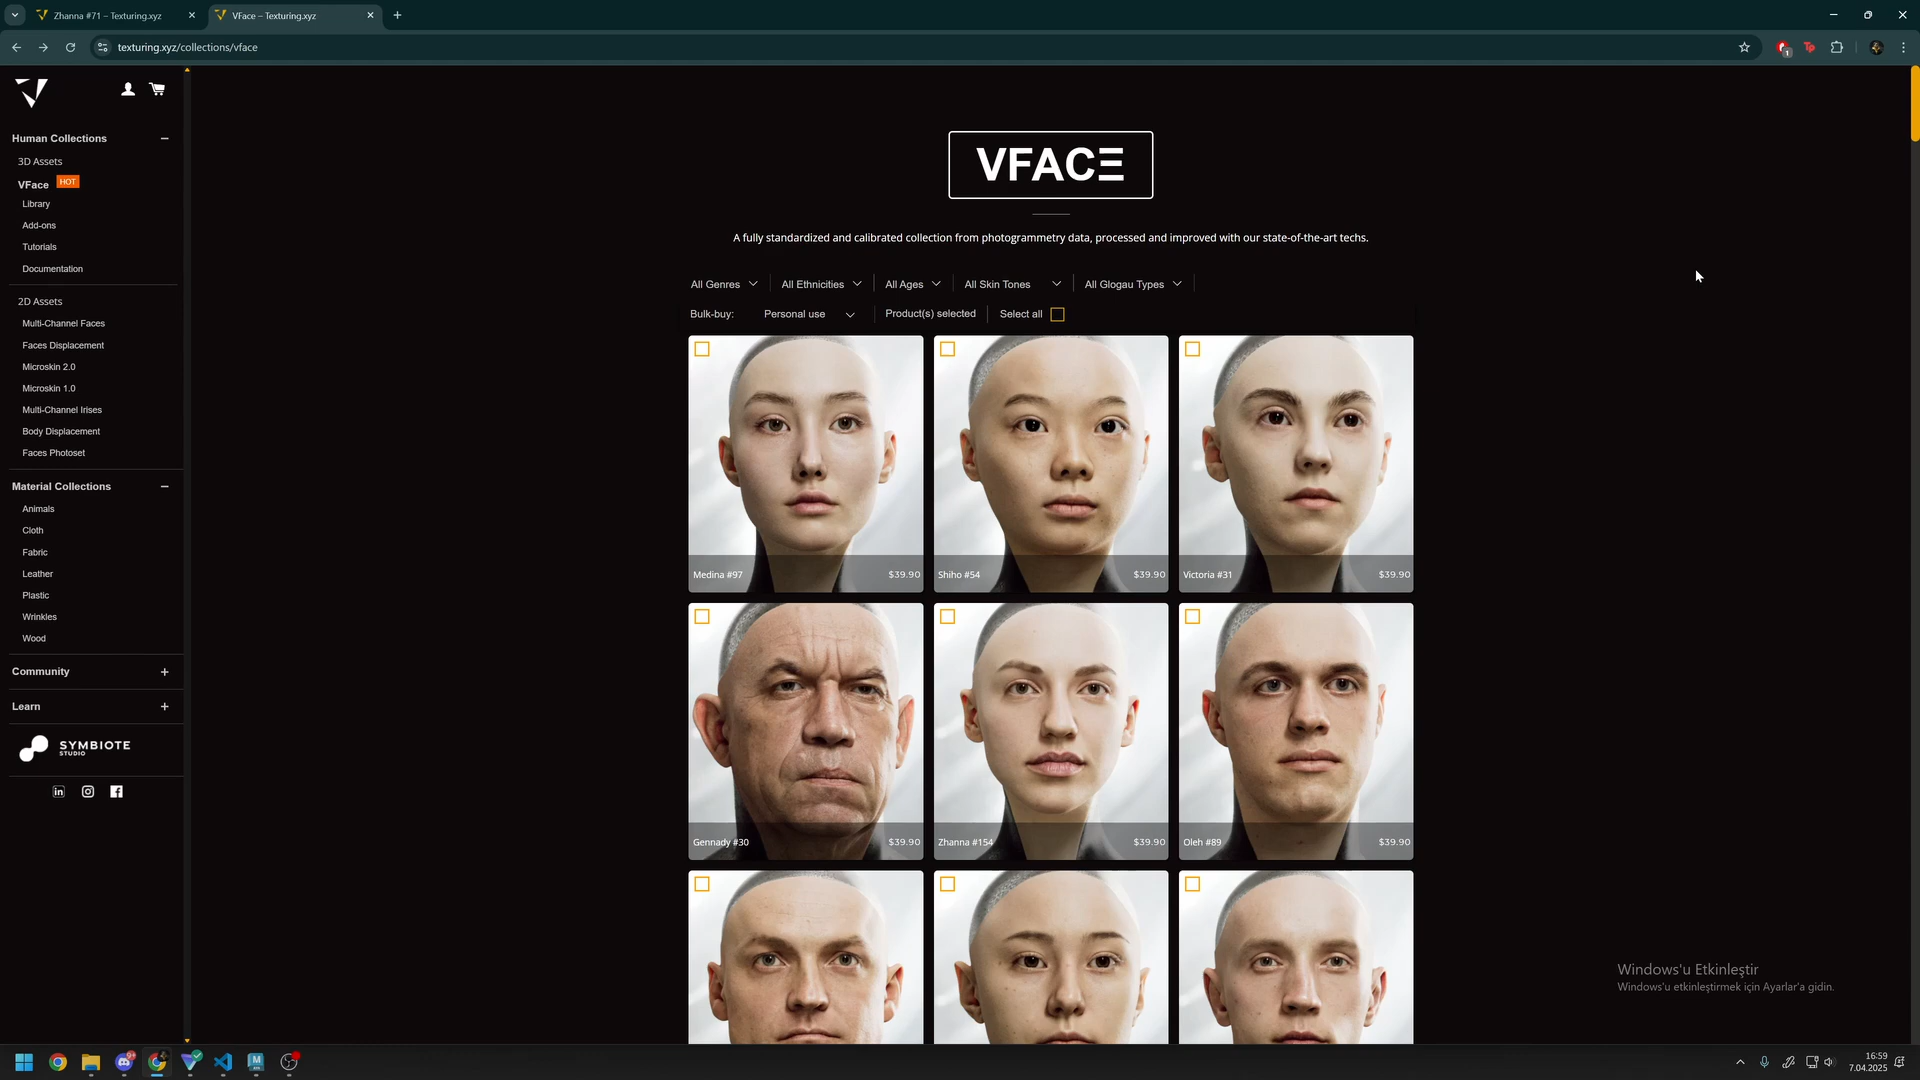 Zhanna #71 – Texturing.xyz
VFace – Texturing.xyz
texturing.xyz/collections/vface
Human Collections
3D Assets
VFace HOT
Library
Add-ons
Tutorials
Documentation
2D Assets
Multi-Channel Faces
Faces Displacement
Microskin 2.0
Microskin 1.0
Multi-Channel Irises
Body Displacement
Faces Photoset
Material Collections
Animals
Cloth
Fabric
Leather
Plastic
Wrinkles
Wood
Community
Learn
SYMBIOTE
STUDIO
VFACE
A fully standardized and calibrated collection from photogrammetry data, processed and improved with our state-of-the-art techs.
All Genres All Ethnicities All Ages All Skin Tones All Glogau Types
Bulk-buy: Personal use Product(s) selected Select all
Medina #97 $39.90
Shiho #54 $39.90
Victoria #31 $39.90
Gennady #30 $39.90
Zhanna #154 $39.90
Oleh #89 $39.90
Windows'u Etkinleştir
Windows'u etkinleştirmek için Ayarlar'a gidin.
16:59
7.04.2025